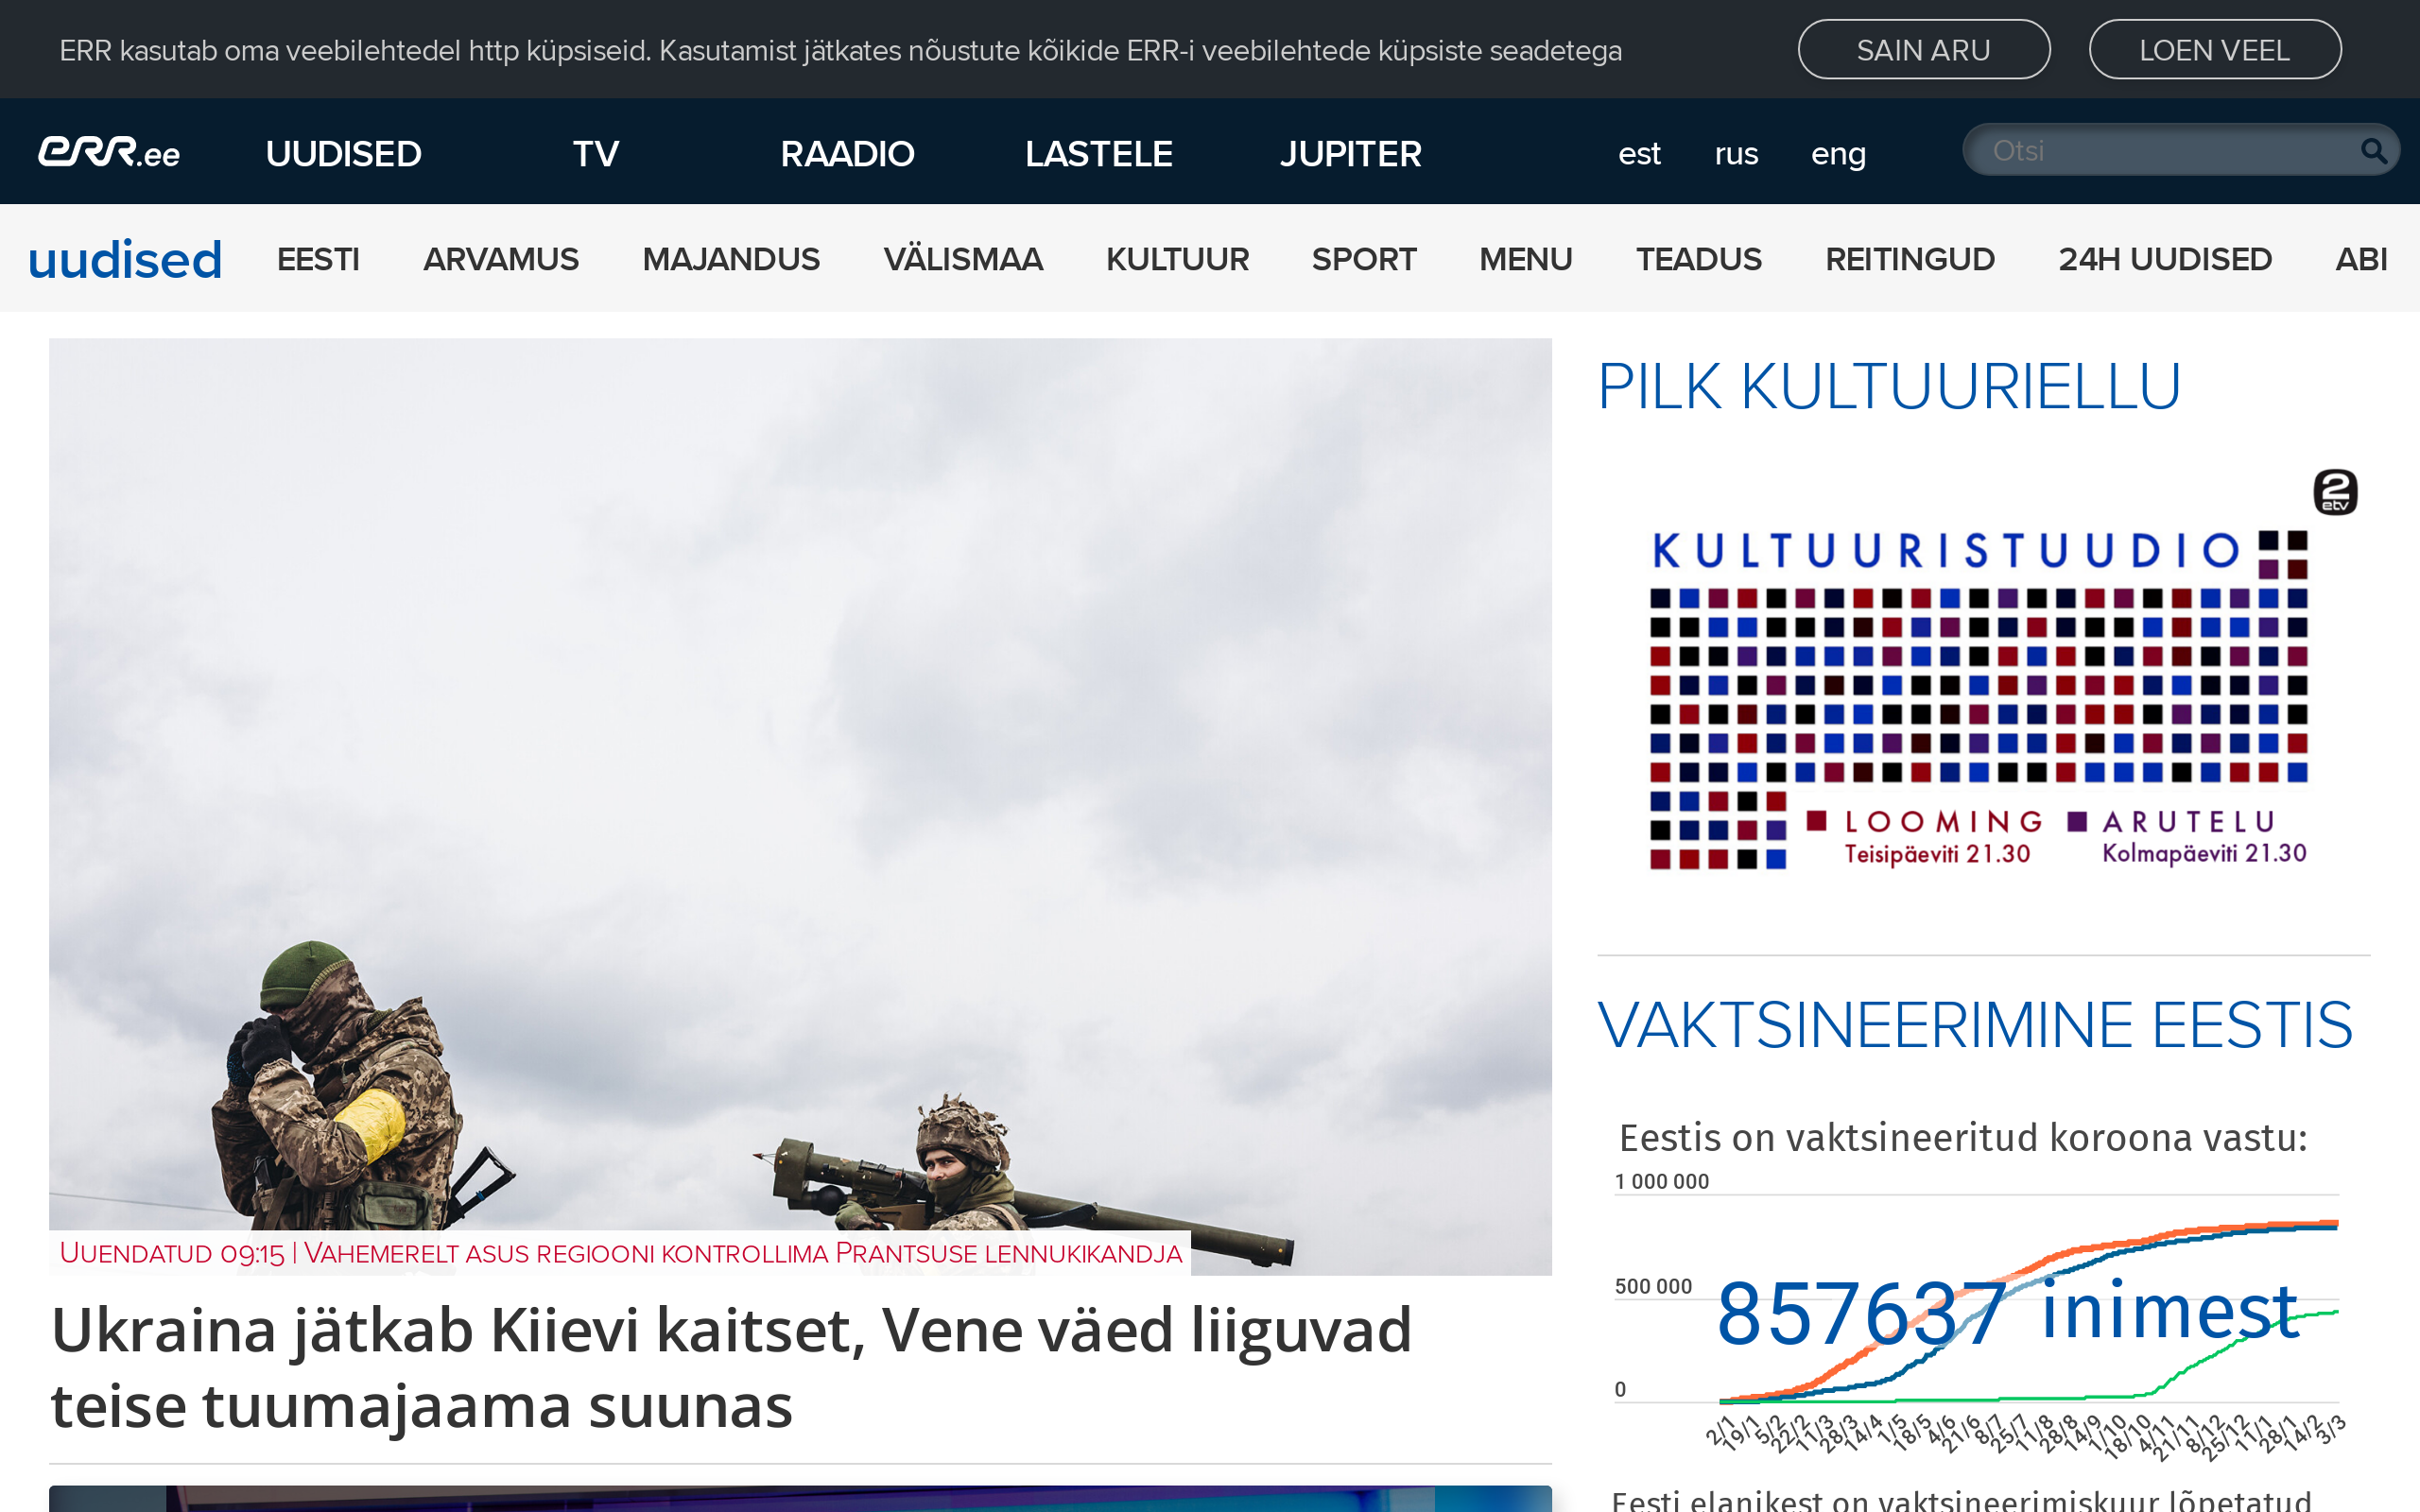 ERR kasutab oma veebilehtedel http küpsiseid. Kasutamist jätkates nõustute kõikide ERR-i veebilehtede küpsiste seadetega
SAIN ARU
LOEN VEEL
err.ee
UUDISED
TV
RAADIO
LASTELE
JUPITER
est
rus
eng
Otsi
uudised
EESTI
ARVAMUS
MAJANDUS
VÄLISMAA
KULTUUR
SPORT
MENU
TEADUS
REITINGUD
24H UUDISED
ABI
Uuendatud 09:15 | Vahemerelt asus regiooni kontrollima Prantsuse lennukikandja
Ukraina jätkab Kiievi kaitset, Vene väed liiguvad
teise tuumajaama suunas
PILK KULTUURIELLU
2
etv
KULTUURISTUUDIO
LOOMING
Teisipäeviti 21.30
ARUTELU
Kolmapäeviti 21.30
VAKTSINEERIMINE EESTIS
Eestis on vaktsineeritud koroona vastu:
1 000 000
500 000
857637 inimest
0
2/1
19/1
5/2
22/2
11/3
28/3
14/4
1/5
18/5
4/6
21/6
8/7
25/7
11/8
28/8
14/9
1/10
18/10
4/11
21/11
8/12
25/12
11/1
28/1
14/2
3/3
Eesti elanikest on vaktsineerimiskuur lõpetatud